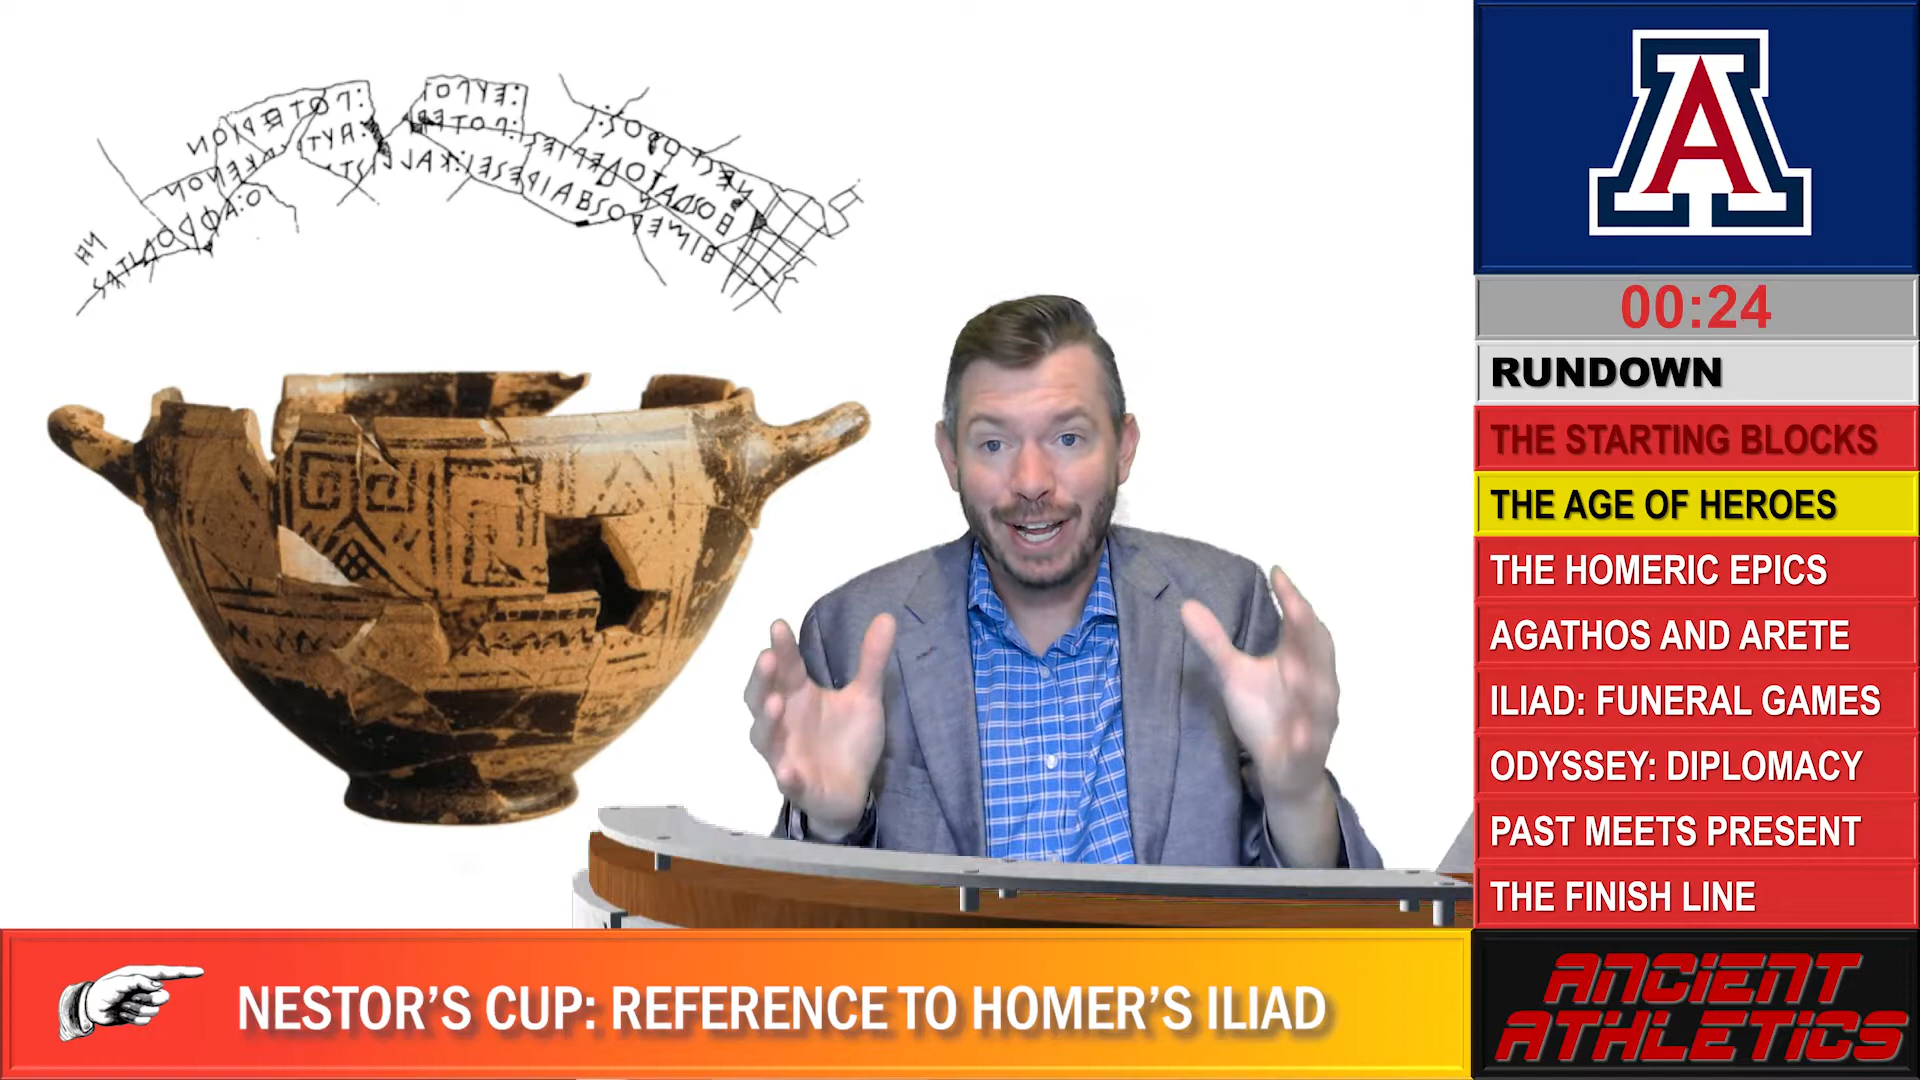 A
00:24
RUNDOWN
THE STARTING BLOCKS
THE AGE OF HEROES
THE HOMERIC EPICS
AGATHOS AND ARETE
ILIAD: FUNERAL GAMES
ODYSSEY: DIPLOMACY
PAST MEETS PRESENT
THE FINISH LINE
NESTOR’S CUP: REFERENCE TO HOMER’S ILIAD
ANCIENT
ATHLETICS